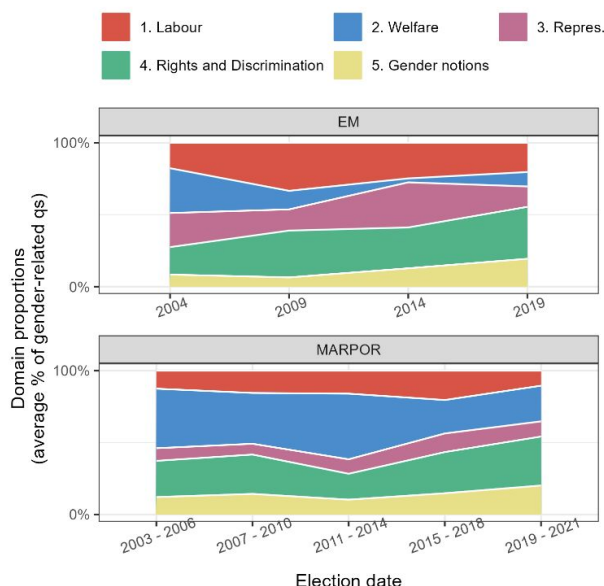 1. Labour
2. Welfare
3. Repres.
4. Rights and Discrimination
5. Gender notions
EM
100%
0%
2004
2009
2014
2019
MARPOR
100%
0%
2003 - 2006
2007 - 2010
2011 - 2014
2015 - 2018
2019 - 2021
Domain proportions
(average % of gender-related qs)
Election date